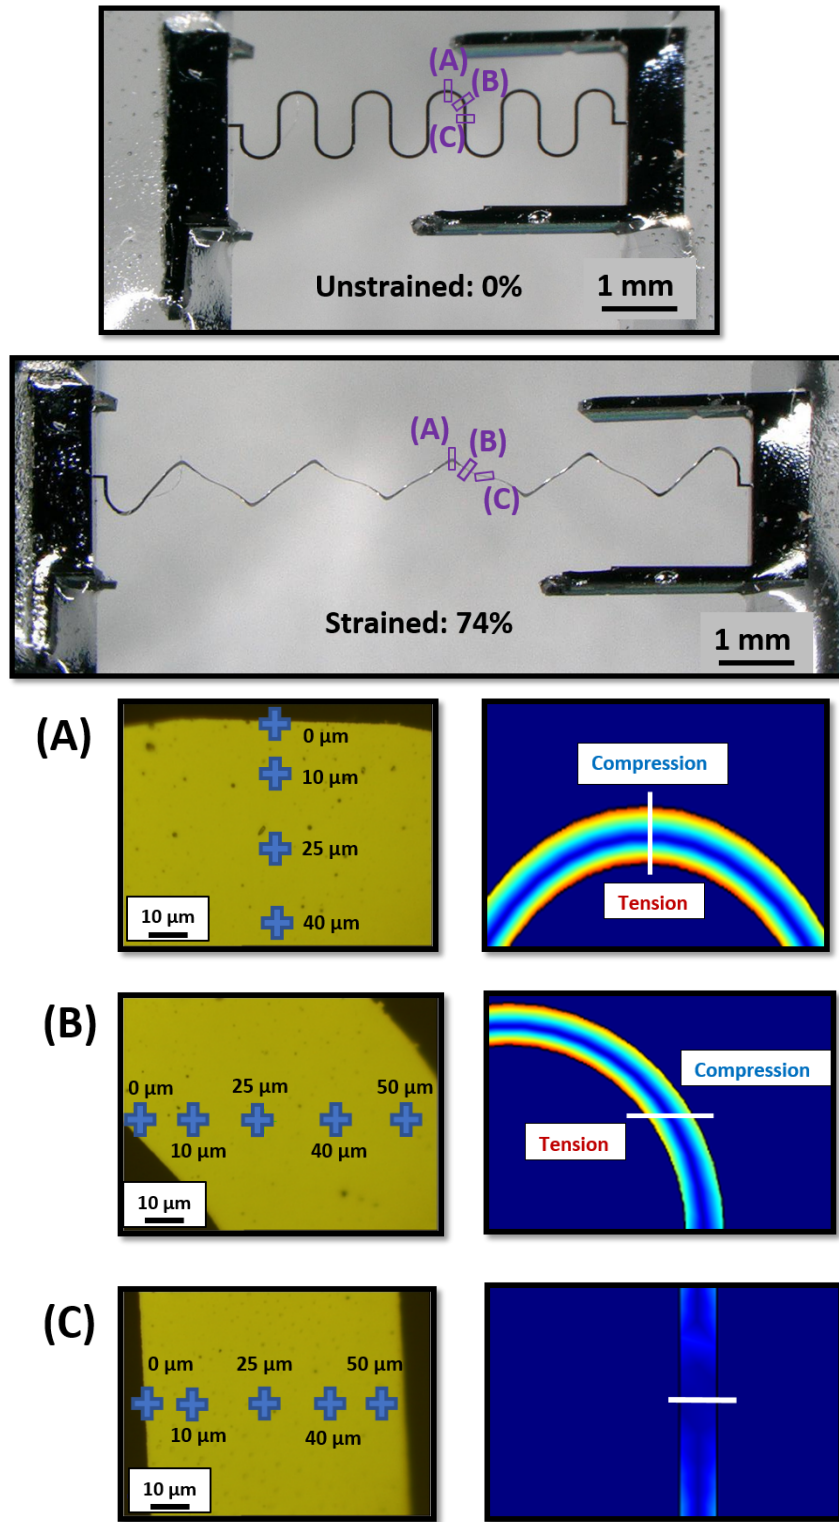 (A)
(B)
(C)
Unstrained: 0%
1 mm
(A)
(B)
(C)
Strained: 74%
1 mm
(A)
0 µm
10 µm
25 µm
40 µm
10 µm
Compression
Tension
(B)
0 µm
25 µm
50 µm
10 µm
40 µm
10 µm
Compression
Tension
(C)
0 µm
25 µm
50 µm
10 µm
40 µm
10 µm